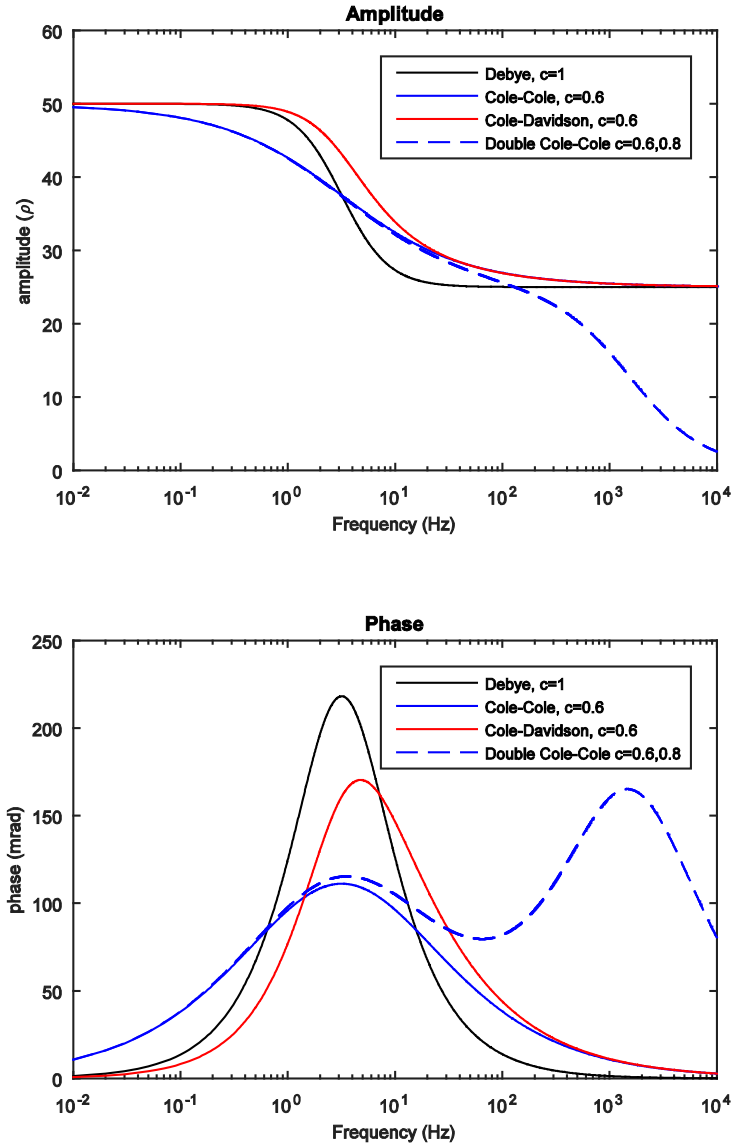 Amplitude
60
50
40
30
20
10
0
amplitude (ρ)
Debye, c=1
Cole-Cole, c=0.6
Cole-Davidson, c=0.6
Double Cole-Cole c=0.6,0.8
10⁻² 10⁻¹ 10⁰ 10¹ 10² 10³ 10⁴
Frequency (Hz)
Phase
250
200
150
100
50
0
phase (mrad)
Debye, c=1
Cole-Cole, c=0.6
Cole-Davidson, c=0.6
Double Cole-Cole c=0.6,0.8
10⁻² 10⁻¹ 10⁰ 10¹ 10² 10³ 10⁴
Frequency (Hz)